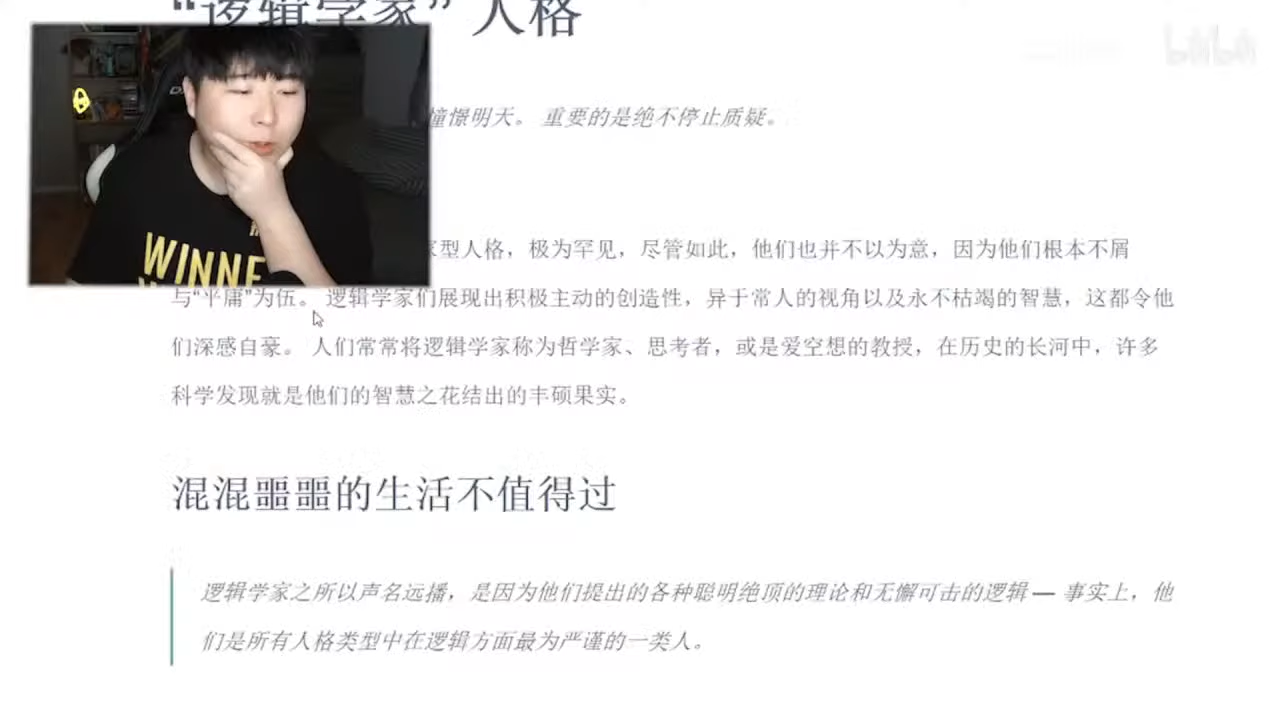 “逻辑学家” 人格
憧憬明天。 重要的是绝不停止质疑。
家型人格，极为罕见，尽管如此，他们也并不以为意，因为他们根本不屑
与“平庸”为伍。 逻辑学家们展现出积极主动的创造性，异于常人的视角以及永不枯竭的智慧，这都令他
们深感自豪。 人们常常将逻辑学家称为哲学家、思考者，或是爱空想的教授，在历史的长河中，许多
科学发现就是他们的智慧之花结出的丰硕果实。
混混噩噩的生活不值得过
逻辑学家之所以声名远播，是因为他们提出的各种聪明绝顶的理论和无懈可击的逻辑 — 事实上，他
们是所有人格类型中在逻辑方面最为严谨的一类人。
bilibili
WINNE